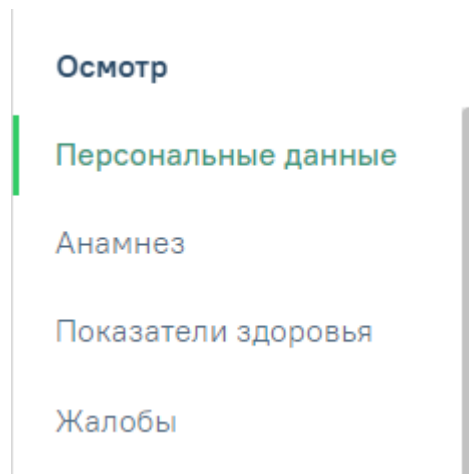 Осмотр
Персональные данные
Анамнез
Показатели здоровья
Жалобы